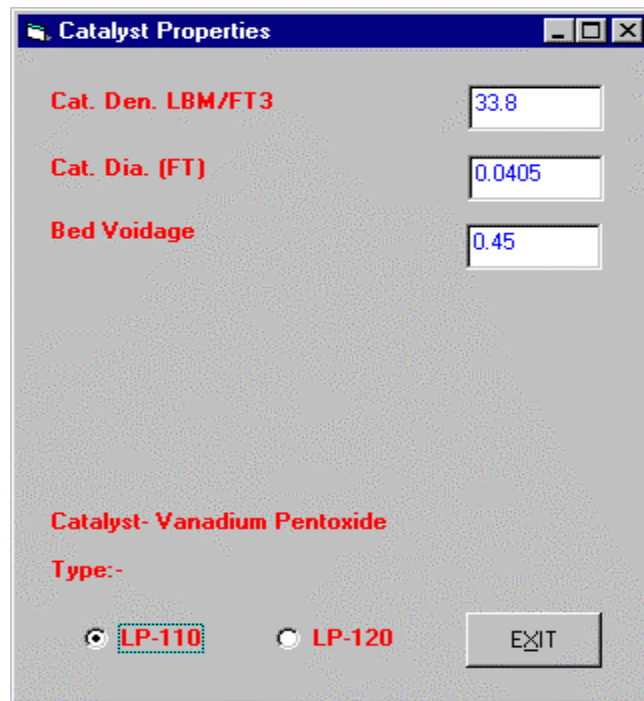 Catalyst Properties
Cat. Den. LBM/FT3 33.8
Cat. Dia. (FT) 0.0405
Bed Voidage 0.45
Catalyst- Vanadium Pentoxide
Type:-
LP-110 LP-120 EXIT